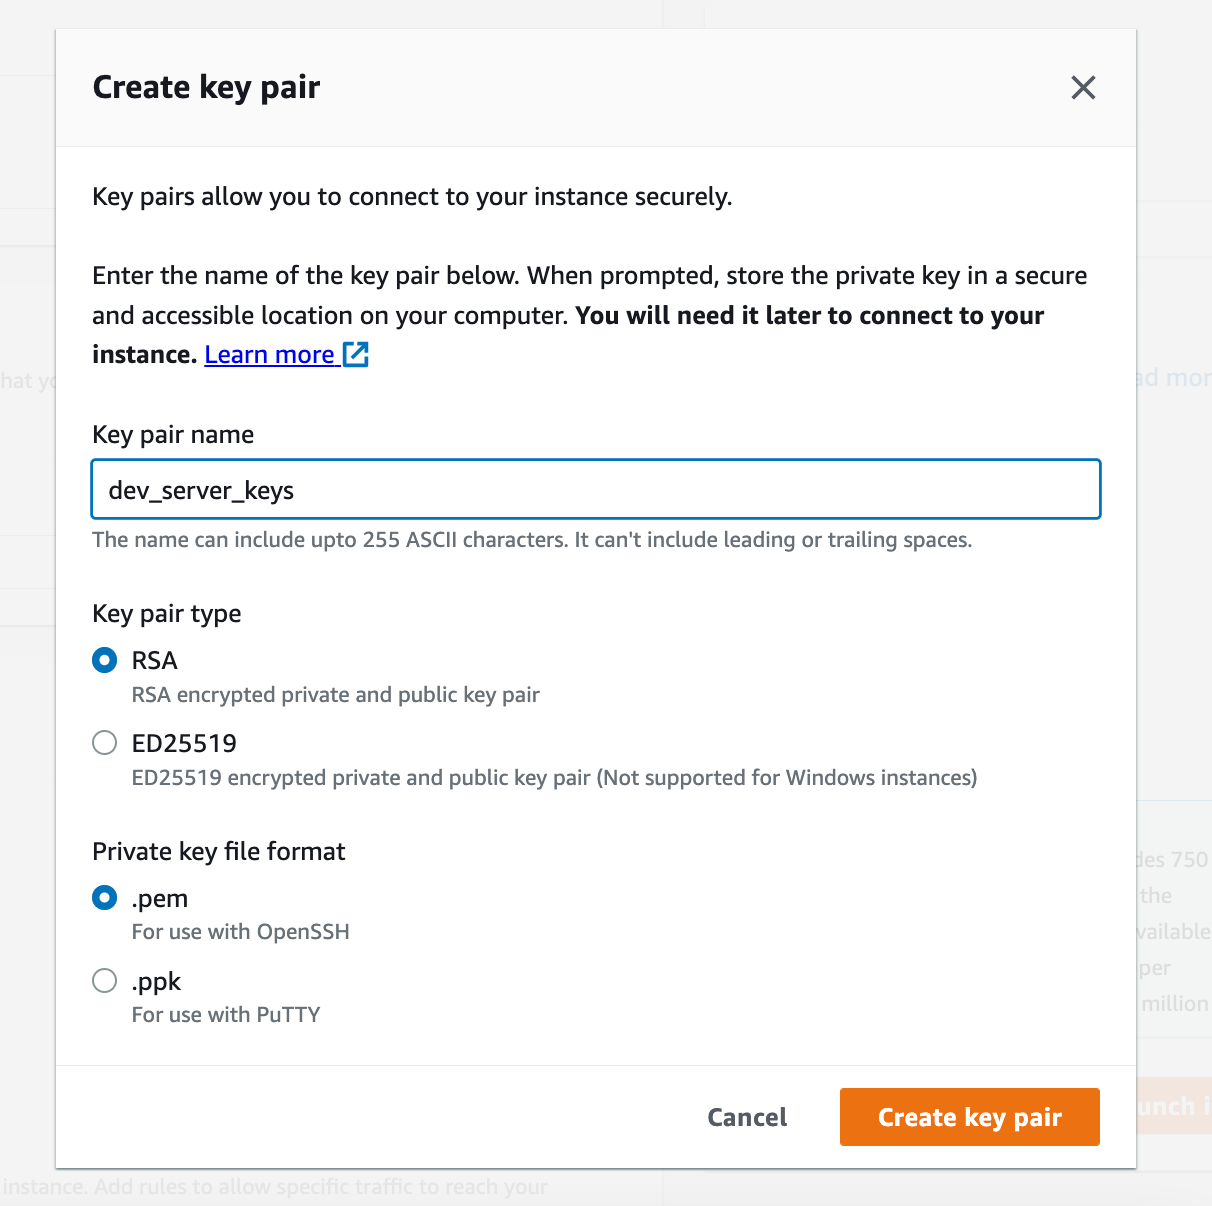 Create key pair
Key pairs allow you to connect to your instance securely.
Enter the name of the key pair below. When prompted, store the private key in a secure
and accessible location on your computer. You will need it later to connect to your
instance. Learn more
hat yo
ad mor
Key pair name
dev_server_keys
The name can include upto 255 ASCII characters. It can't include leading or trailing spaces.
Key pair type
RSA
RSA encrypted private and public key pair
ED25519
ED25519 encrypted private and public key pair (Not supported for Windows instances)
Private key file format
des 750
.pem
the
For use with OpenSSH
vailable
.ppk
per
For use with PuTTY
million
Cancel
Create key pair
unch i
instance. Add rules to allow specific traffic to reach your